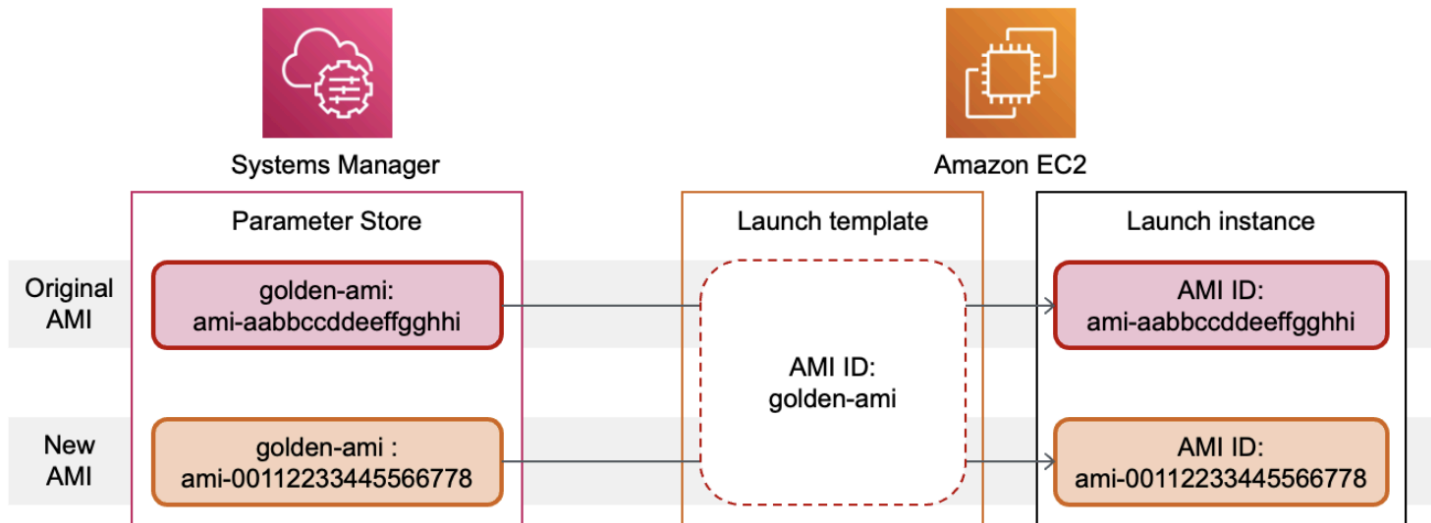 Systems Manager
Amazon EC2
Parameter Store
Launch template
Launch instance
Original
AMI
golden-ami:
ami-aabbccddeeffgghhi
AMI ID:
golden-ami
AMI ID:
ami-aabbccddeeffgghhi
New
AMI
golden-ami :
ami-00112233445566778
AMI ID:
ami-00112233445566778